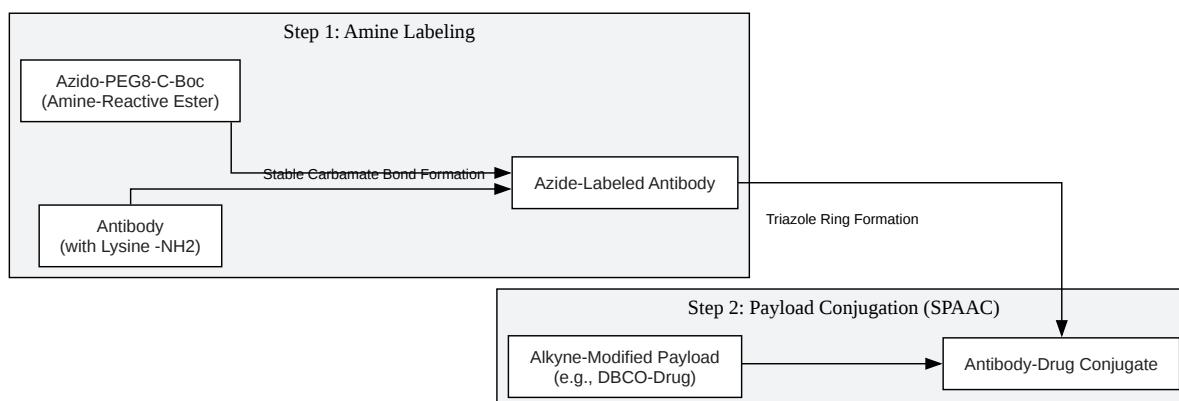 Step 1: Amine Labeling
Azido-PEG8-C-Boc
(Amine-Reactive Ester)
Stable Carbamate Bond Formation
Azide-Labeled Antibody
Antibody
(with Lysine -NH2)
Triazole Ring Formation
Step 2: Payload Conjugation (SPAAC)
Alkyne-Modified Payload
(e.g., DBCO-Drug)
Antibody-Drug Conjugate